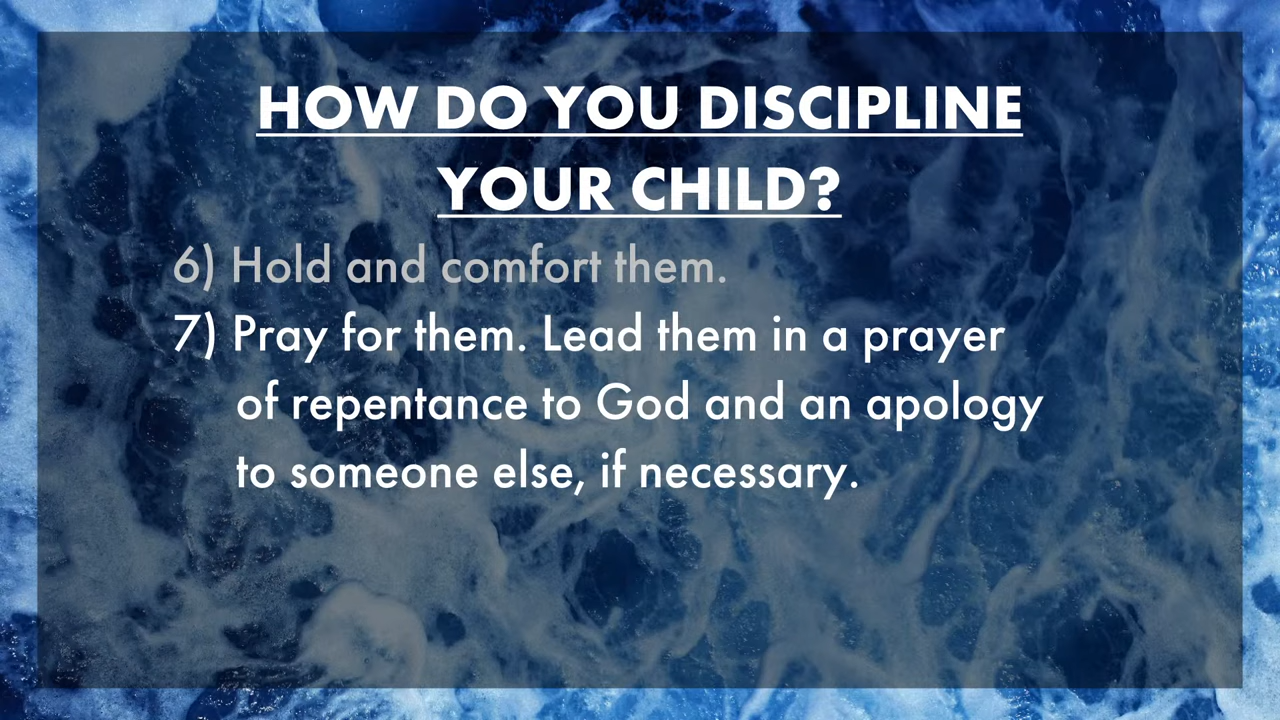 HOW DO YOU DISCIPLINE
YOUR CHILD?
6) Hold and comfort them.
7) Pray for them. Lead them in a prayer
of repentance to God and an apology
to someone else, if necessary.